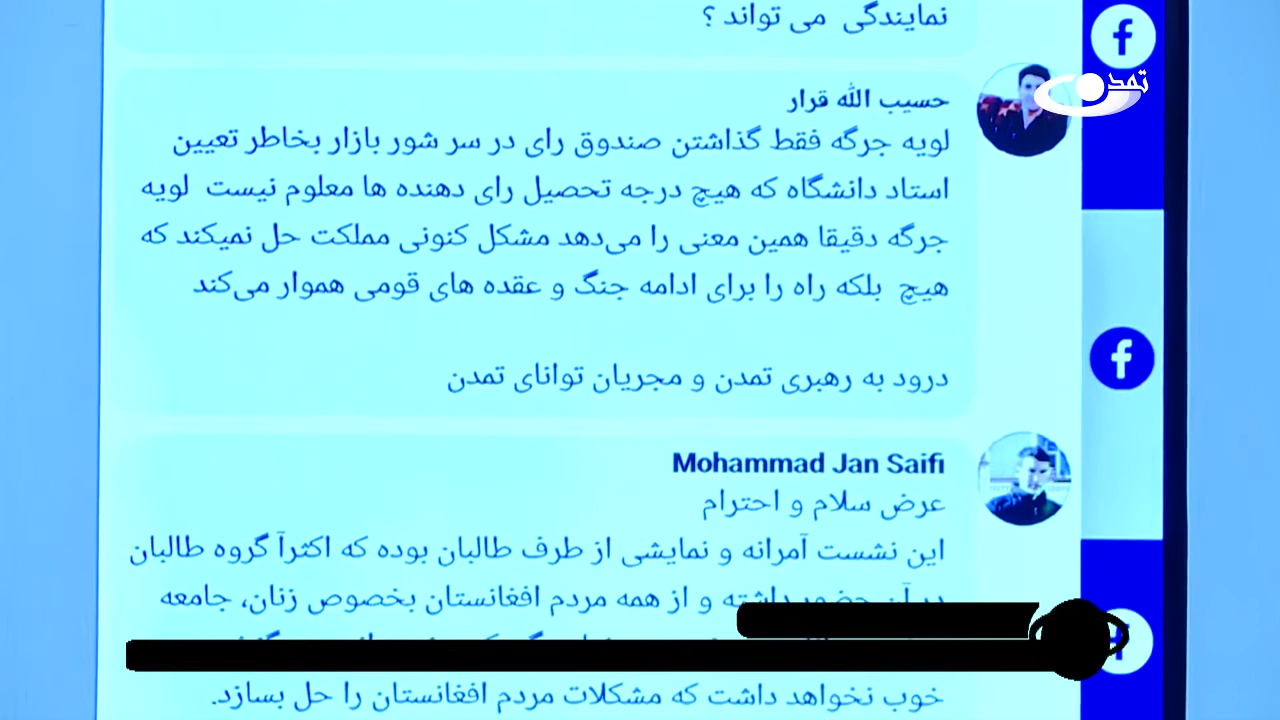 نمایندگی می تواند ؟
تمدن
حسیب الله قرار
لویه جرگه فقط گذاشتن صندوق رای در سر شور بازار بخاطر تعیین
استاد دانشگاه که هیچ درجه تحصیل رای دهنده ها معلوم نیست لویه
جرگه دقیقا همین معنی را می‌دهد مشکل کنونی مملکت حل نمیکند که
هیچ بلکه راه را برای ادامه جنگ و عقده های قومی هموار می‌کند
درود به رهبری تمدن و مجریان توانای تمدن
Mohammad Jan Saifi
عرض سلام و احترام
این نشست آمرانه و نمایشی از طرف طالبان بوده که اکثرآ گروه طالبان
در آن حضور داشته و از همه مردم افغانستان بخصوص زنان، جامعه
خوب نخواهد داشت که مشکلات مردم افغانستان را حل بسازد.